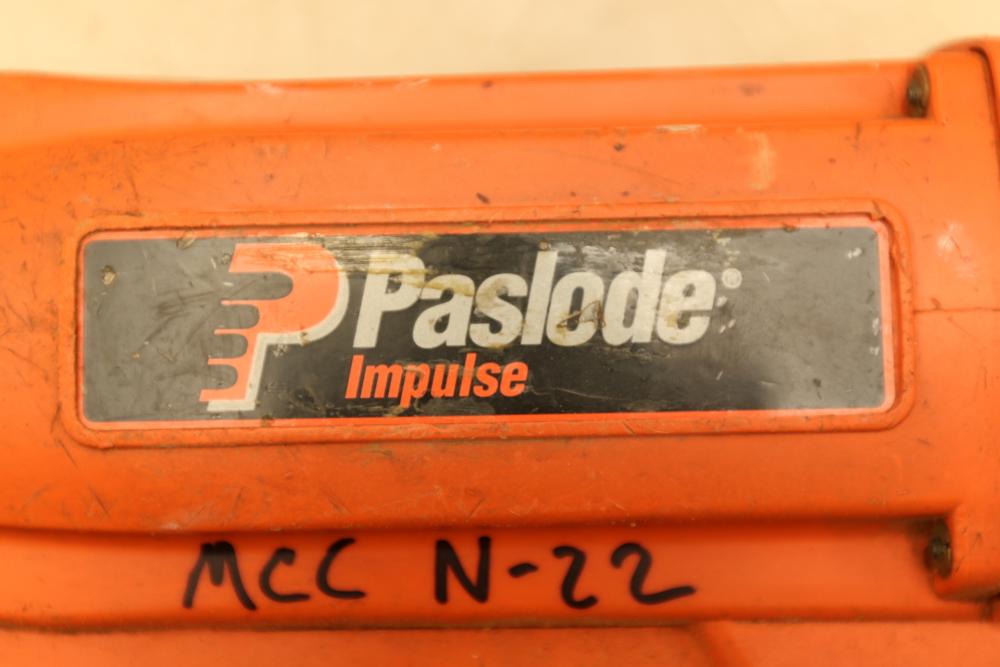 Paslode®
Impulse
MCC N-22